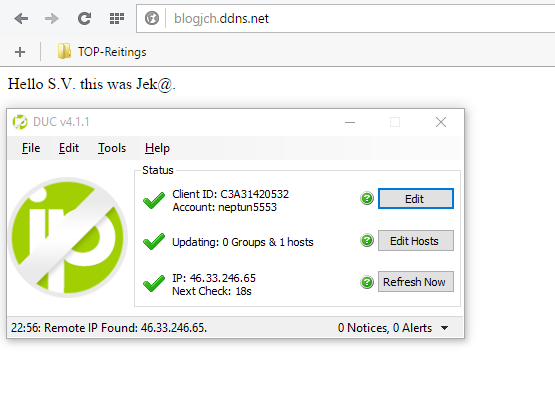 blogjch.ddns.net
TOP-Reitings
Hello S.V. this was Jek@.
DUC v4.1.1
File Edit Tools Help
Status
Client ID: C3A31420532
Account: neptun5553
Edit
Updating: 0 Groups & 1 hosts
Edit Hosts
IP: 46.33.246.65
Next Check: 18s
Refresh Now
ip
22:56: Remote IP Found: 46.33.246.65.
0 Notices, 0 Alerts